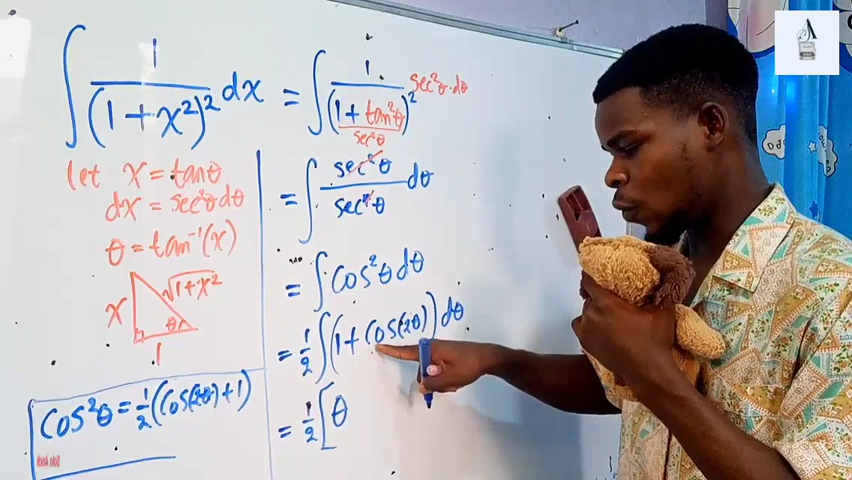 ∫ 1/(1+x²)² dx = ∫ 1/(1+tan²θ)² sec²θ·dθ
sec²θ
let x = tanθ
dx = sec²θdθ
θ = tan⁻¹(x)
x √1+x² θ
1
cos²θ = ½(cos(2θ)+1)
= ∫ sec²θ/sec⁴θ dθ
= ∫ cos²θ dθ
= ½ ∫(1+cos(2θ)) dθ
= ½ [θ